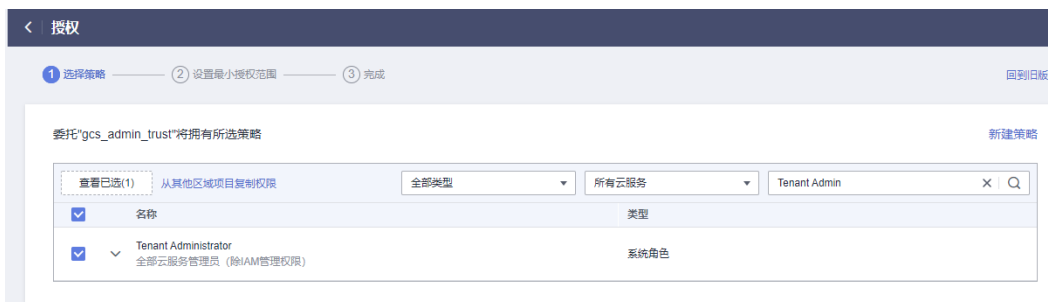 授权
1 选择策略 2 设置最小授权范围 3 完成 回到旧版
委托"gcs_admin_trust"将拥有所选策略 新建策略
查看已选(1) 从其他区域项目复制权限 全部类型 所有云服务 Tenant Admin
名称 类型
Tenant Administrator 系统角色
全部云服务管理员（除IAM管理权限）